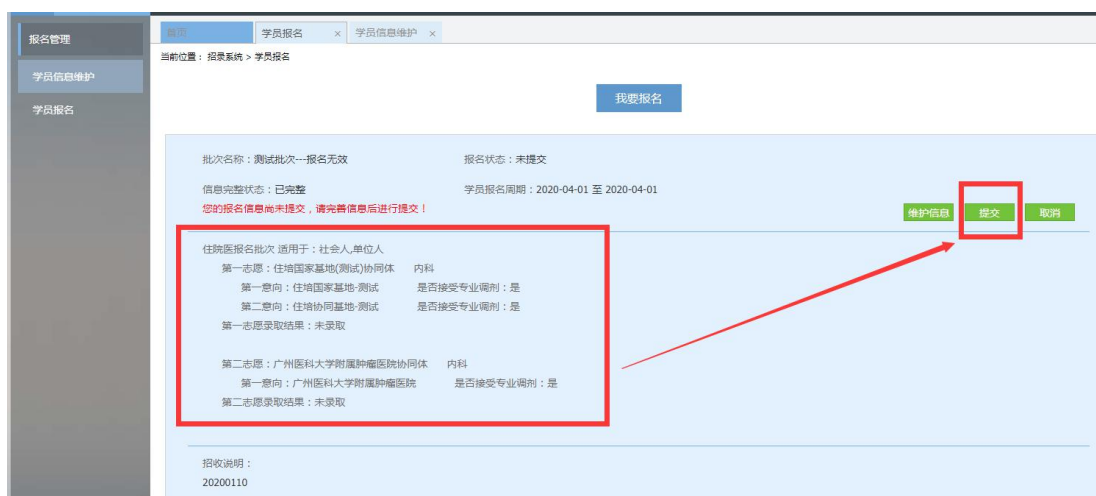 报名管理
学员信息维护
学员报名
首页 学员报名 × 学员信息维护 ×
当前位置：招录系统 > 学员报名
我要报名
批次名称：测试批次---报名无效 报名状态：未提交
信息完整状态：已完整 学员报名周期：2020-04-01 至 2020-04-01
您的报名信息尚未提交，请完善信息后进行提交！
维护信息 提交 取消
住院医报名批次 适用于：社会人,单位人
第一志愿：住培国家基地(测试)协同体 内科
第一意向：住培国家基地-测试 是否接受专业调剂：是
第二意向：住培协同基地-测试 是否接受专业调剂：是
第一志愿录取结果：未录取
第二志愿：广州医科大学附属肿瘤医院协同体 内科
第一意向：广州医科大学附属肿瘤医院 是否接受专业调剂：是
第二志愿录取结果：未录取
招收说明：
20200110